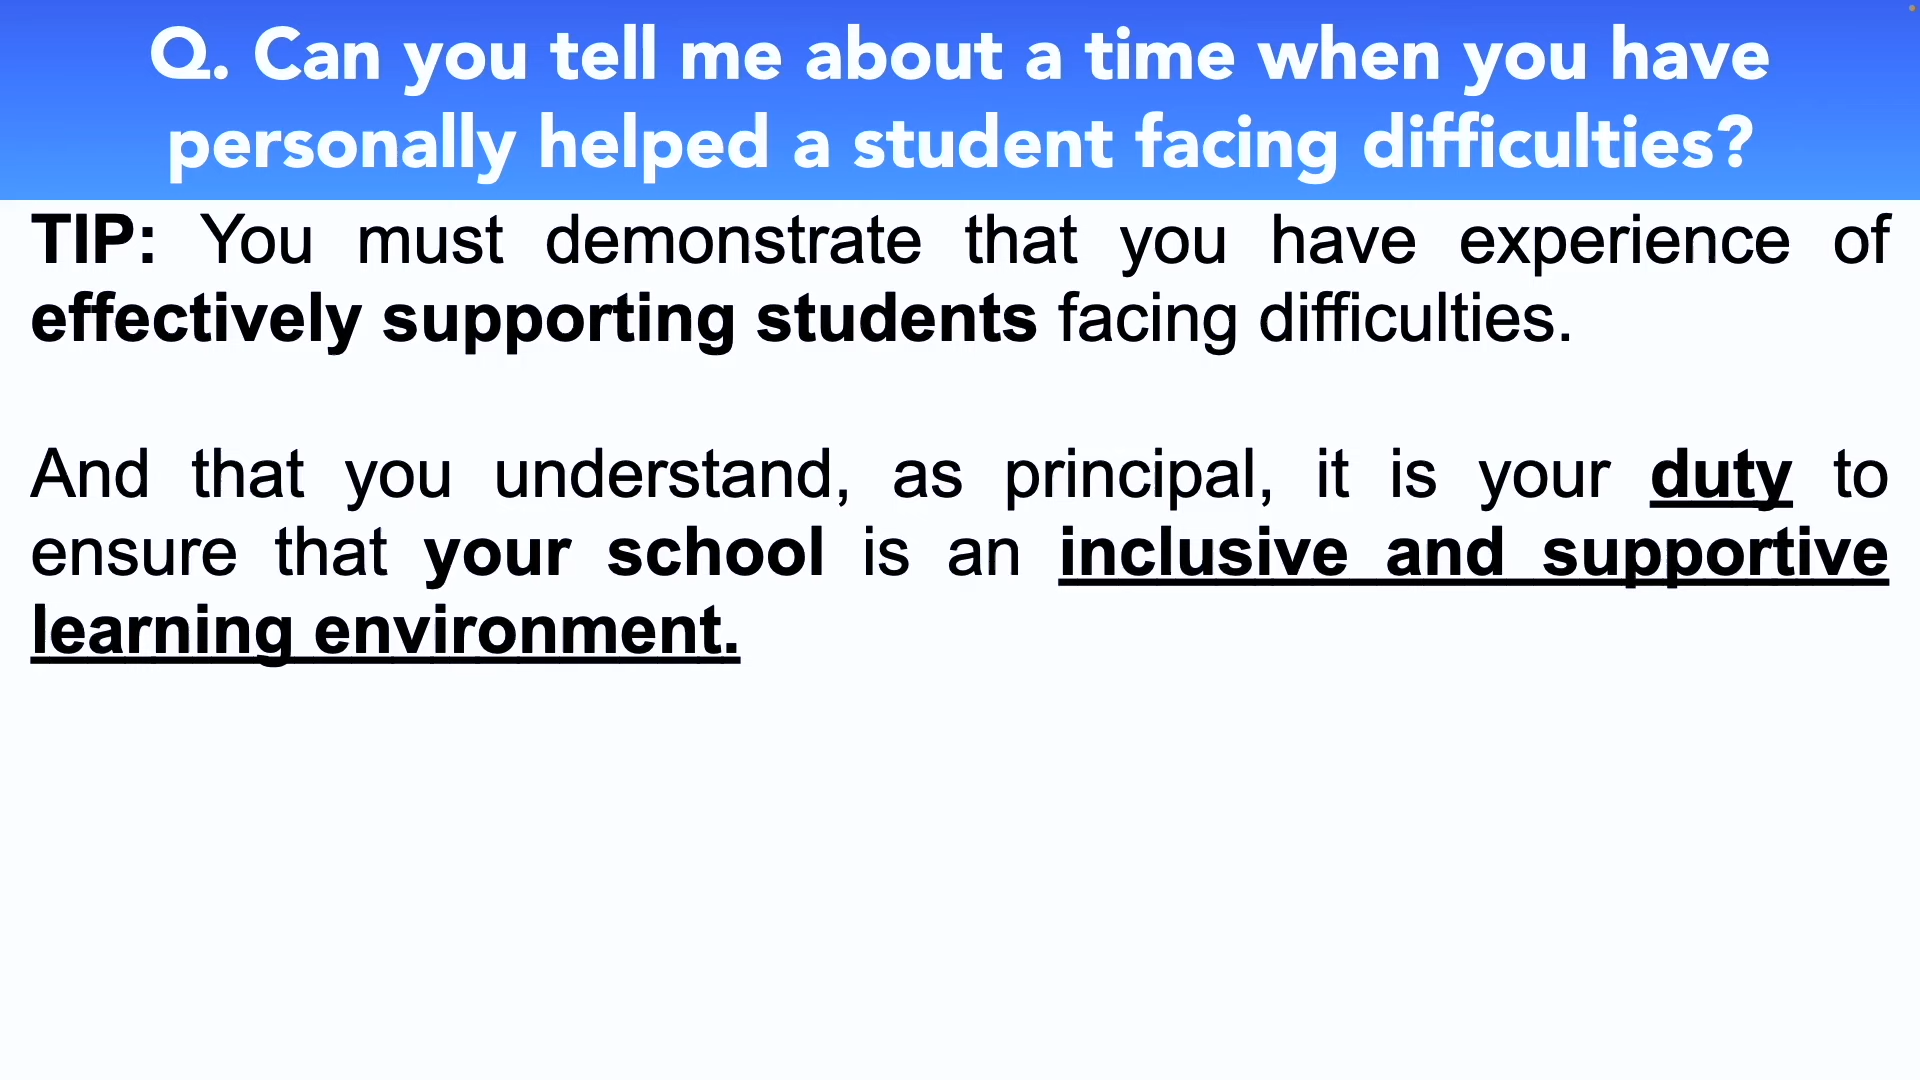 Q. Can you tell me about a time when you have
personally helped a student facing difficulties?
TIP: You must demonstrate that you have experience of
effectively supporting students facing difficulties.
And that you understand, as principal, it is your duty to
ensure that your school is an inclusive and supportive
learning environment.